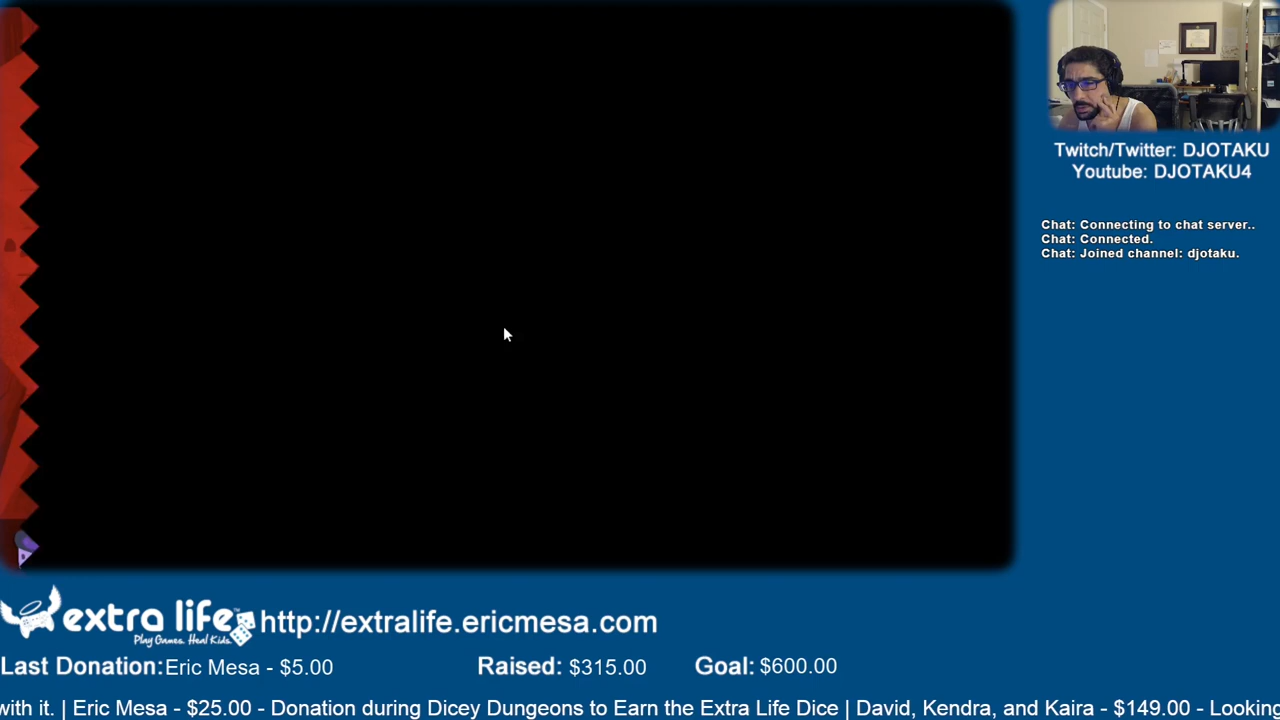 Twitch/Twitter: DJOTAKU
Youtube: DJOTAKU4
Chat: Connecting to chat server..
Chat: Connected.
Chat: Joined channel: djotaku.
extra life
Play Games. Heal Kids.
http://extralife.ericmesa.com
Last Donation: Eric Mesa - $5.00 Raised: $315.00 Goal: $600.00
with it. | Eric Mesa - $25.00 - Donation during Dicey Dungeons to Earn the Extra Life Dice | David, Kendra, and Kaira - $149.00 - Looking